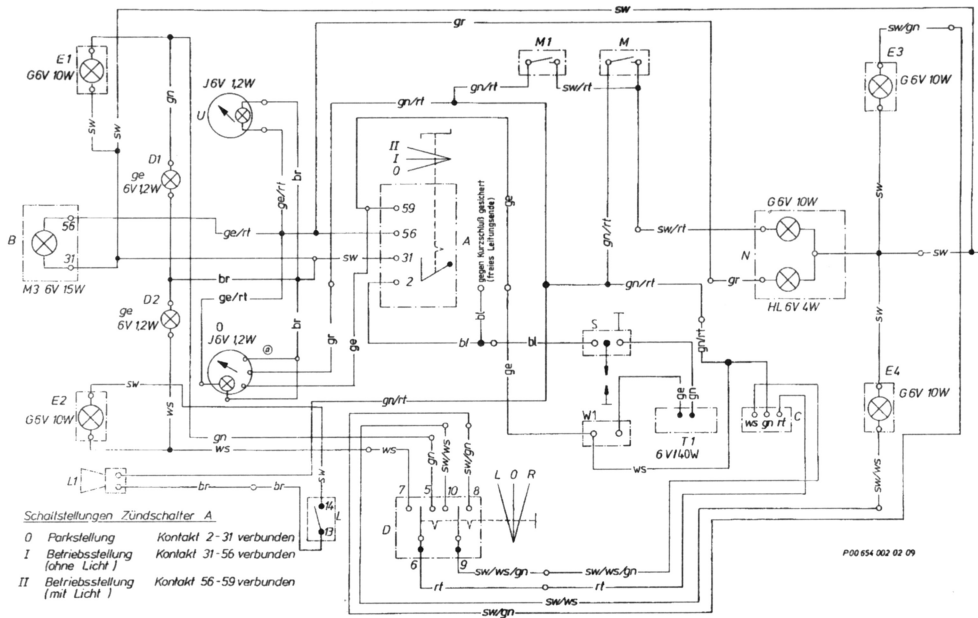 sw
gr
sw/gn
E1
G6V 10W
J6V 1,2W
U
gn
sw
sw
M1
M
gn/rt
gn/rt
sw/rt
E3
G6V 10W
D1
ge
6V 1,2W
br
ge/rt
II
I
O
59
56
31
2
A
gegen Kurzschluß gesichert
(freies Leitungsende)
ge
gn/rt
sw
B
56
31
M3 6V 15W
ge/rt
sw
br
sw/rt
G 6V 10W
N
HL 6V 4W
gr
sw
gn/rt
D2
ge
6V 1,2W
ge/rt
O
J6V 1,2W
br
gr
ge
bl
bl
bl
S
gn/rt
sw
E2
G6V 10W
sw
ws
gn/rt
ge
W1
ge
gn
T1
6V/40W
ws
ws gn rt
C
E4
G6V 10W
gn
ws
ws
gn
sw/ws
sw/gn
sw/ws
L1
br
br
sw
14
13
L
7
5
10
8
D
6
9
L O R
sw/ws/gn
sw/ws/gn
rt
rt
sw/ws
sw/gn
Schaltstellungen Zündschalter A
O Parkstellung Kontakt 2-31 verbunden
I Betriebsstellung Kontakt 31-56 verbunden
(ohne Licht)
II Betriebsstellung Kontakt 56-59 verbunden
(mit Licht)
P00 654 002 02 09